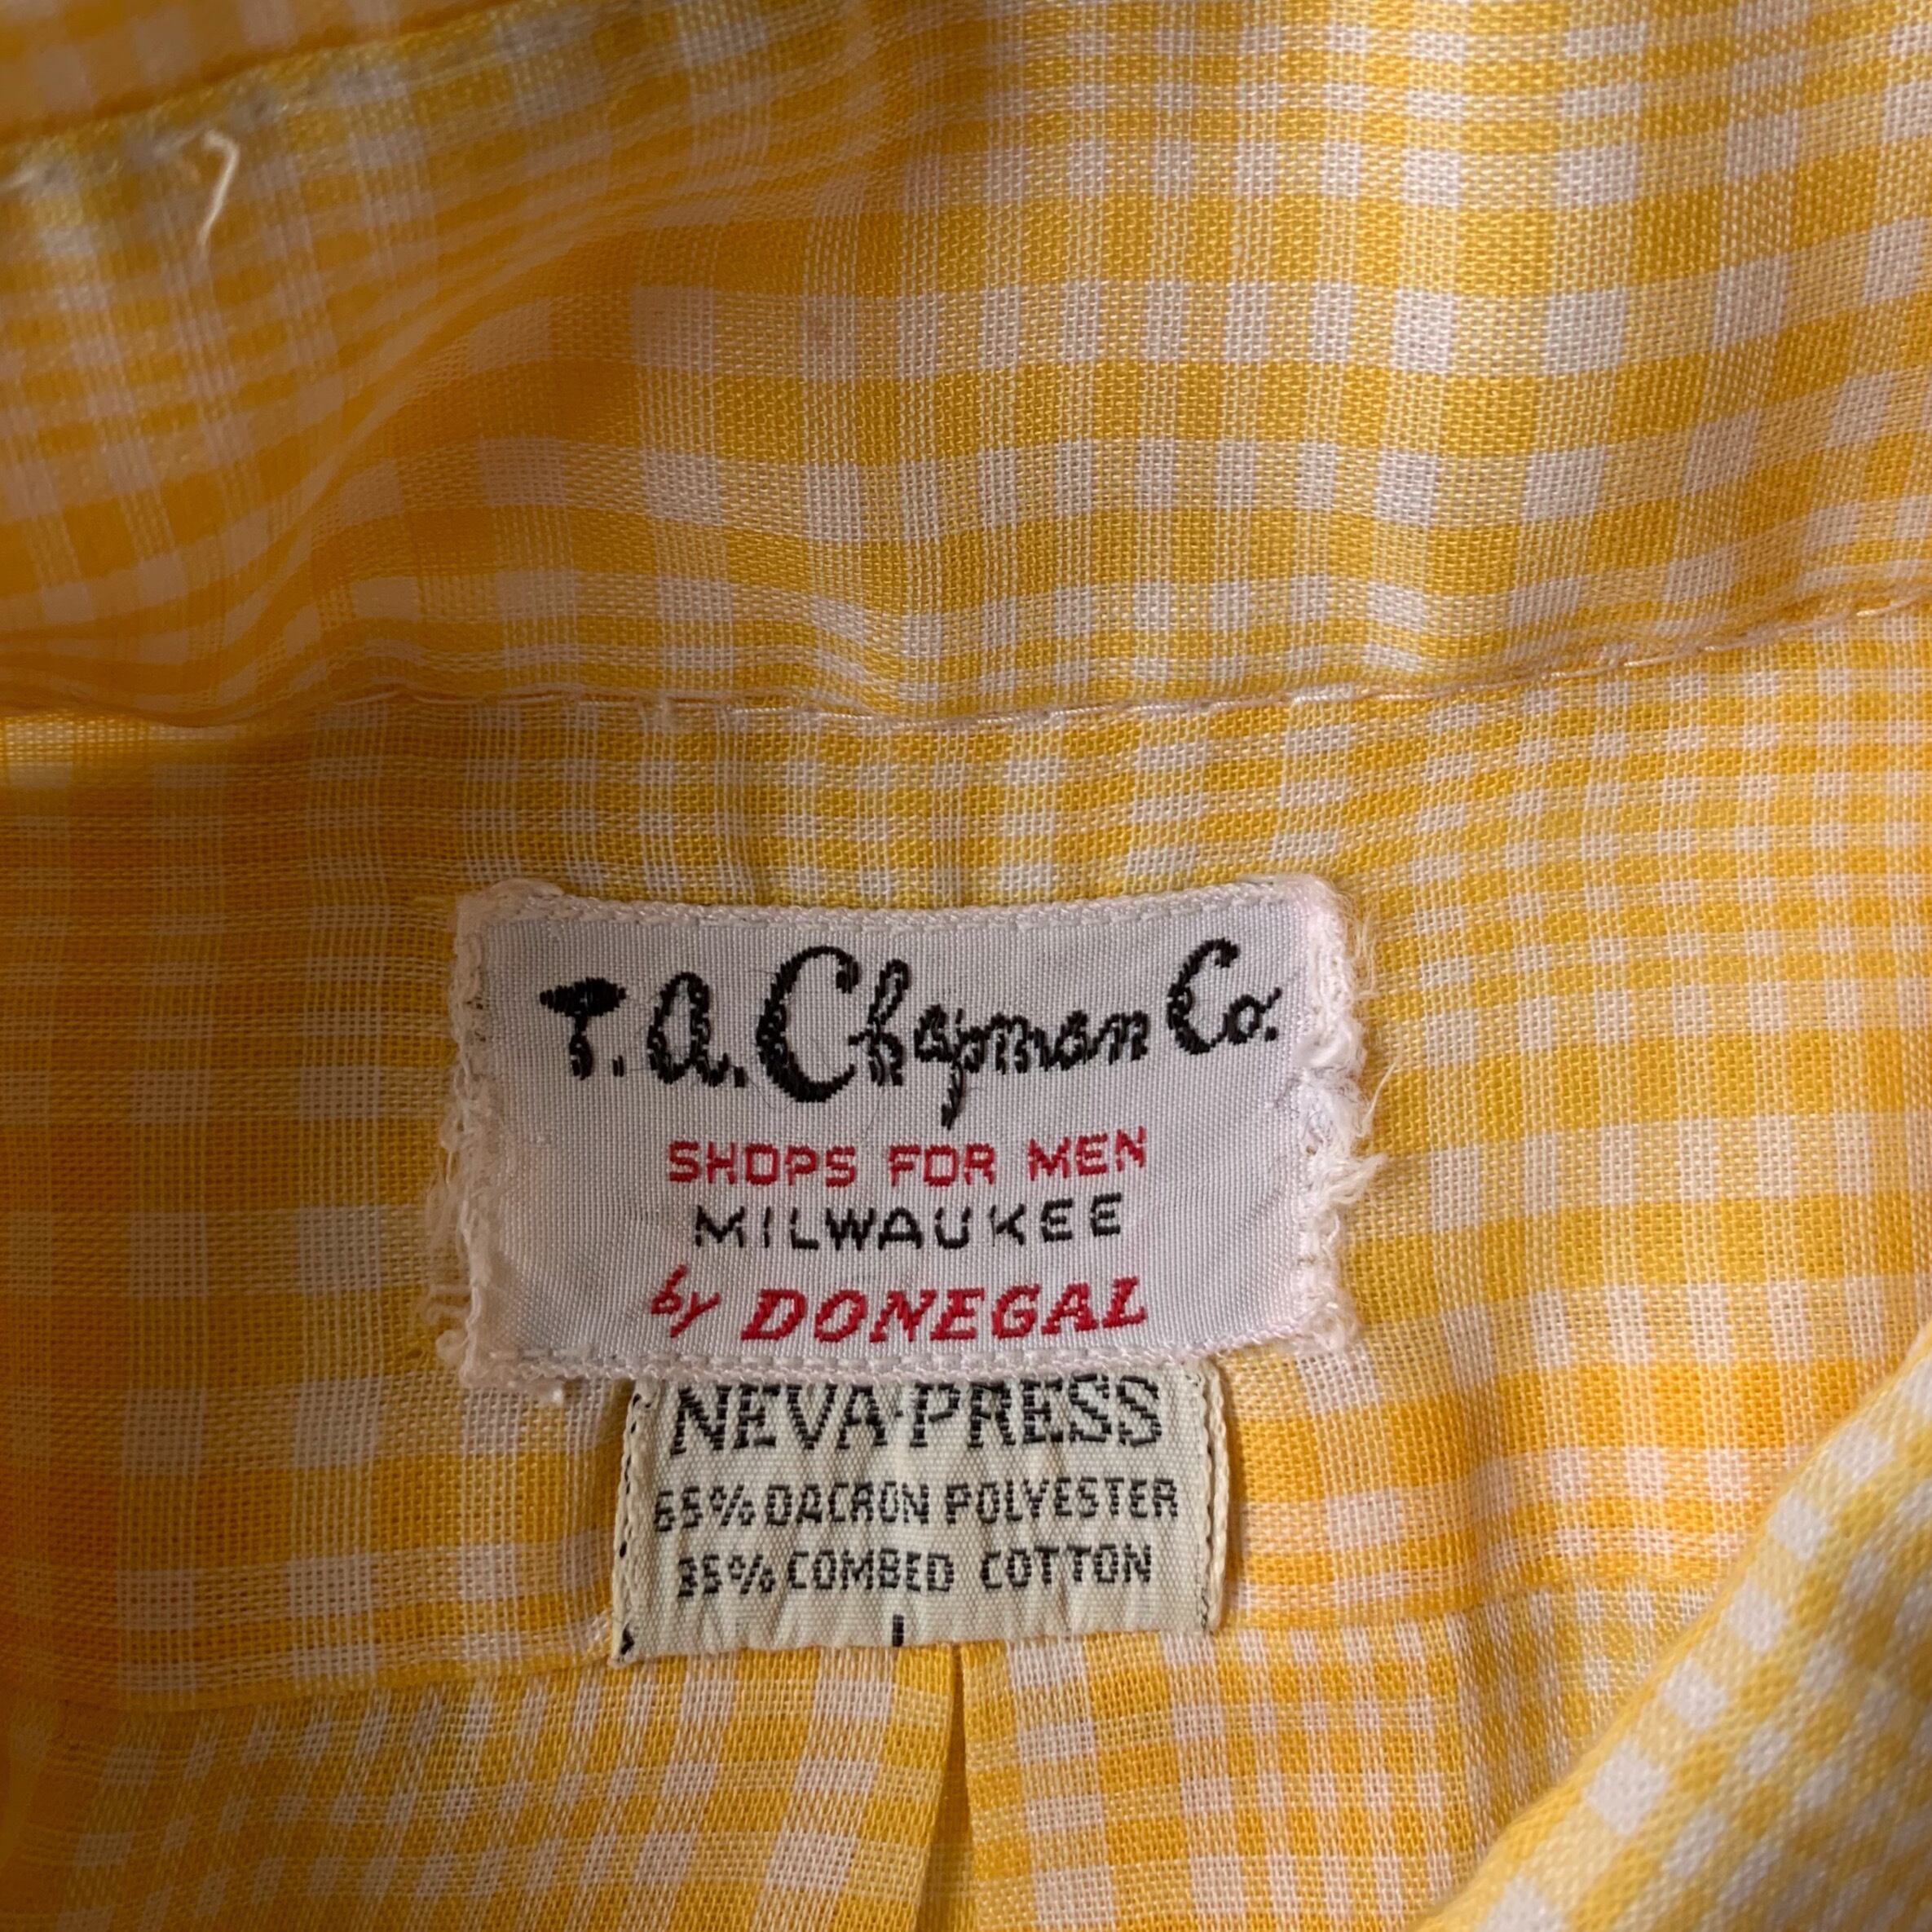 T. A. Chapman Co.
SHOPS FOR MEN
MILWAUKEE
by DONEGAL
NEVA-PRESS
65% DACRON POLYESTER
35% COMBED COTTON